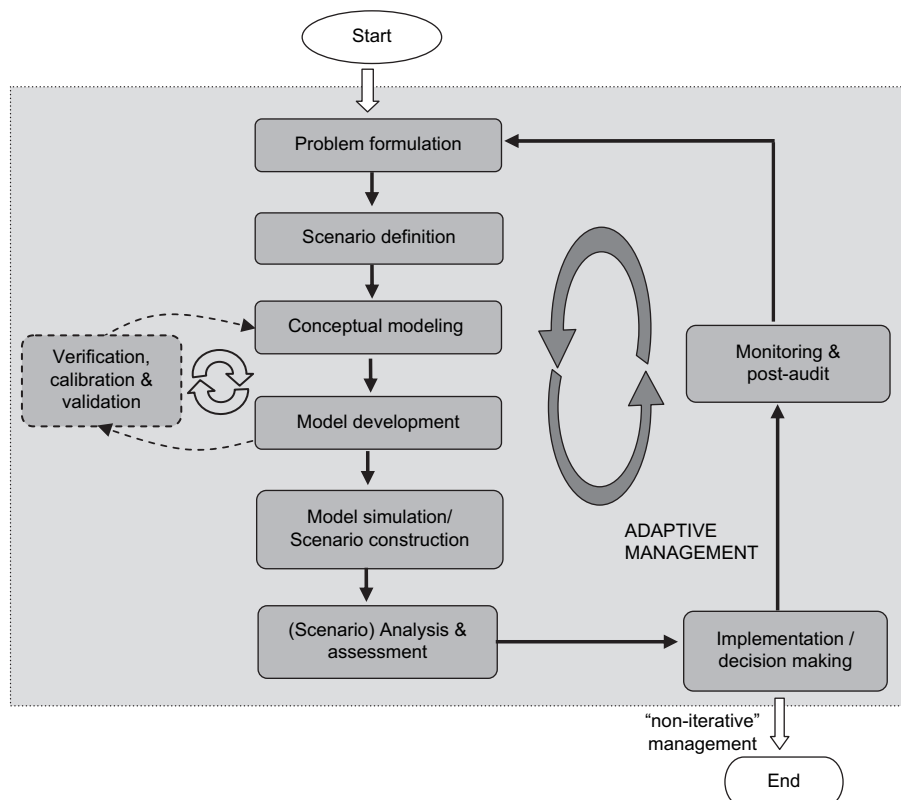 Start
Problem formulation
Scenario definition
Conceptual modeling
Verification,
calibration &
validation
Model development
Model simulation/
Scenario construction
(Scenario) Analysis &
assessment
Monitoring &
post-audit
ADAPTIVE
MANAGEMENT
Implementation /
decision making
“non-iterative”
management
End